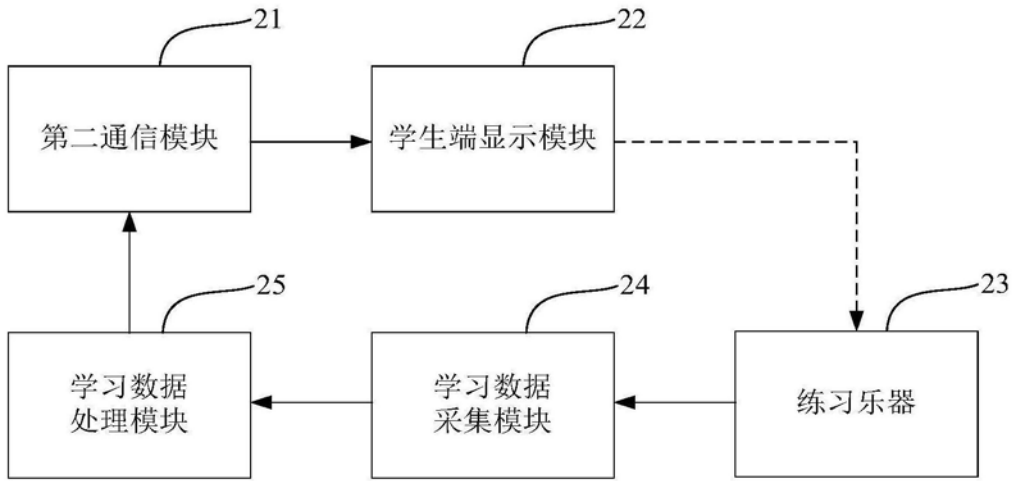 21
22
第二通信模块
学生端显示模块
25
24
23
学习数据
处理模块
学习数据
采集模块
练习乐器